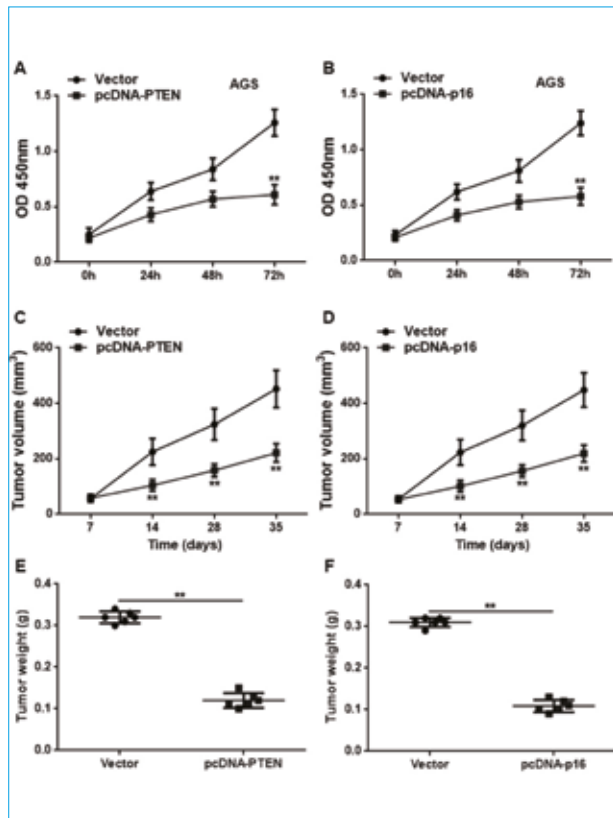 A
Vector
pcDNA-PTEN
AGS
OD 450nm
1.5
1.0
0.5
0.0
**
0h 24h 48h 72h
B
Vector
pcDNA-p16
AGS
OD 450nm
1.5
1.0
0.5
0.0
**
0h 24h 48h 72h
C
Vector
pcDNA-PTEN
Tumor volume (mm³)
600
400
200
0
** ** **
7 14 28 35
Time (days)
D
Vector
pcDNA-p16
Tumor volume (mm³)
600
400
200
0
** ** **
7 14 28 35
Time (days)
E
Tumor weight (g)
0.4
0.3
0.2
0.1
0.0
**
Vector pcDNA-PTEN
F
Tumor weight (g)
0.4
0.3
0.2
0.1
0.0
**
Vector pcDNA-p16